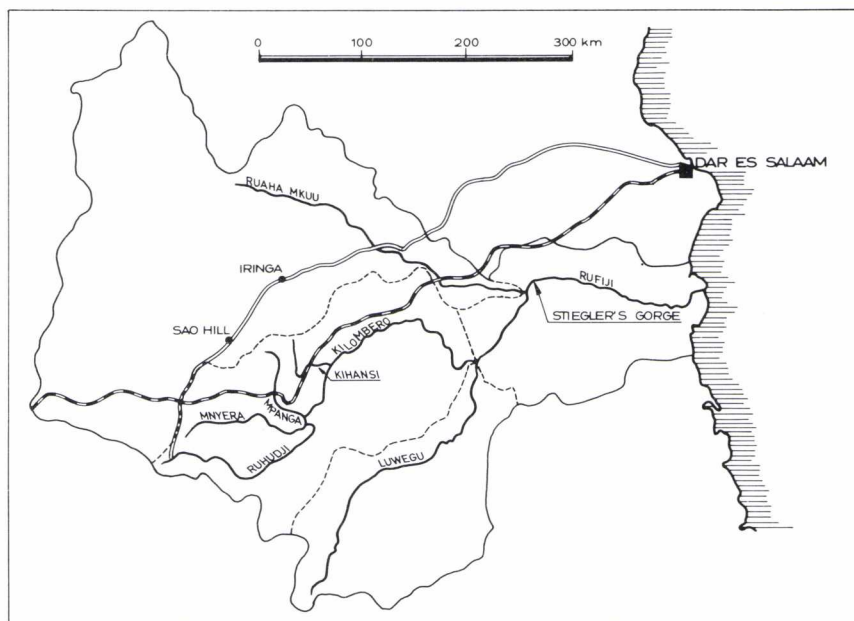 0 100 200 300 km
DAR ES SALAAM
RUAHA MKUU
IRINGA
RUFIJI
STIEGLER'S GORGE
SAO HILL
KILOMBERO
KIHANSI
MPANGA
MNYERA
RUHUDJI
LUWEGU